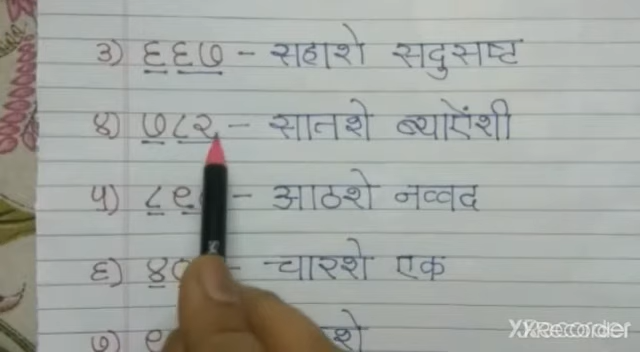 ३) ६६७ - सहाशे सदुसष्ट
४) ७८२ - सातशे ब्याऐंशी
५) ८९ - आठशे नव्वद
६) ४० - चारशे एक
७) ९ शे
XRecorder